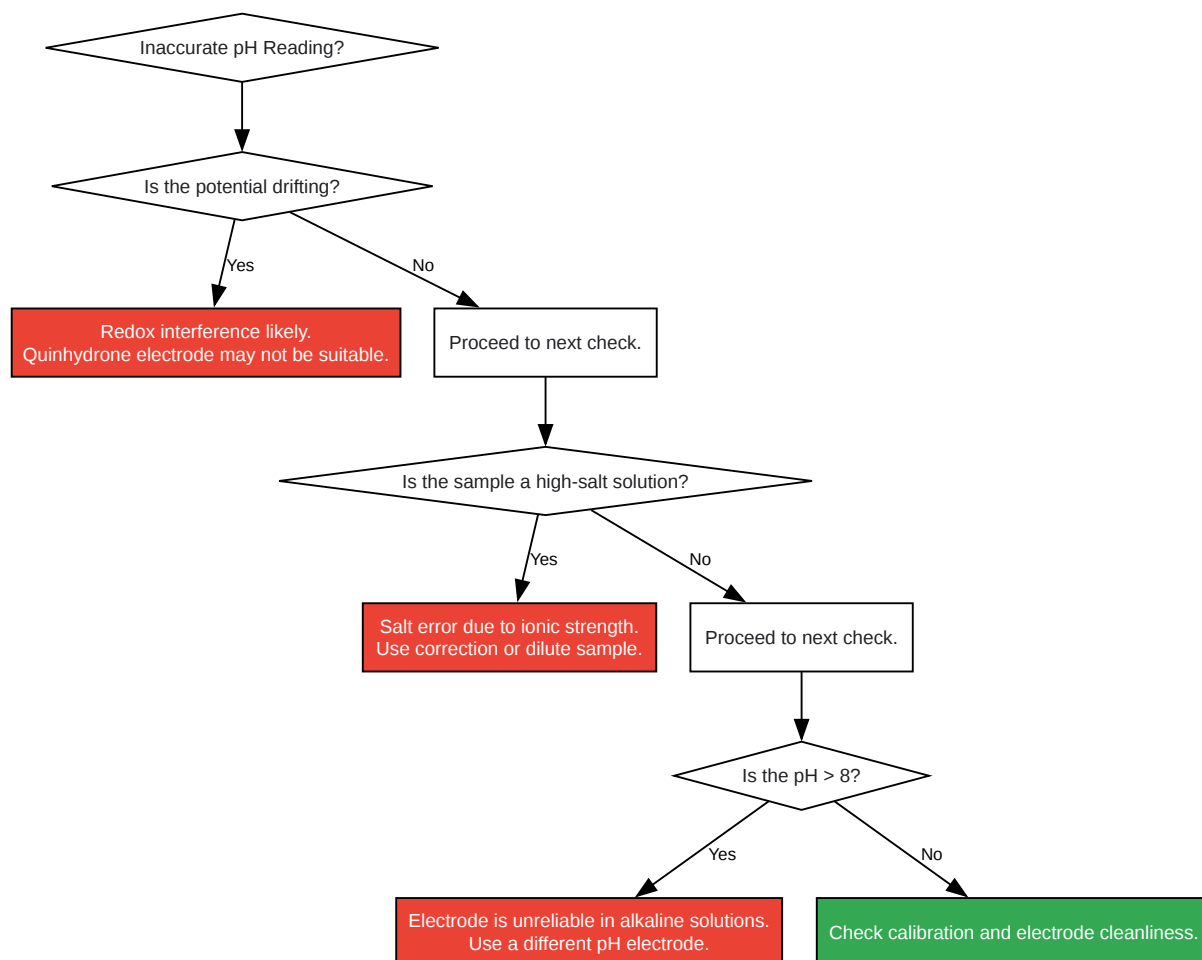 Inaccurate pH Reading?
Is the potential drifting?
Yes
No
Redox interference likely.
Quinhydrone electrode may not be suitable.
Proceed to next check.
Is the sample a high-salt solution?
Yes
No
Salt error due to ionic strength.
Use correction or dilute sample.
Proceed to next check.
Is the pH > 8?
Yes
No
Electrode is unreliable in alkaline solutions.
Use a different pH electrode.
Check calibration and electrode cleanliness.